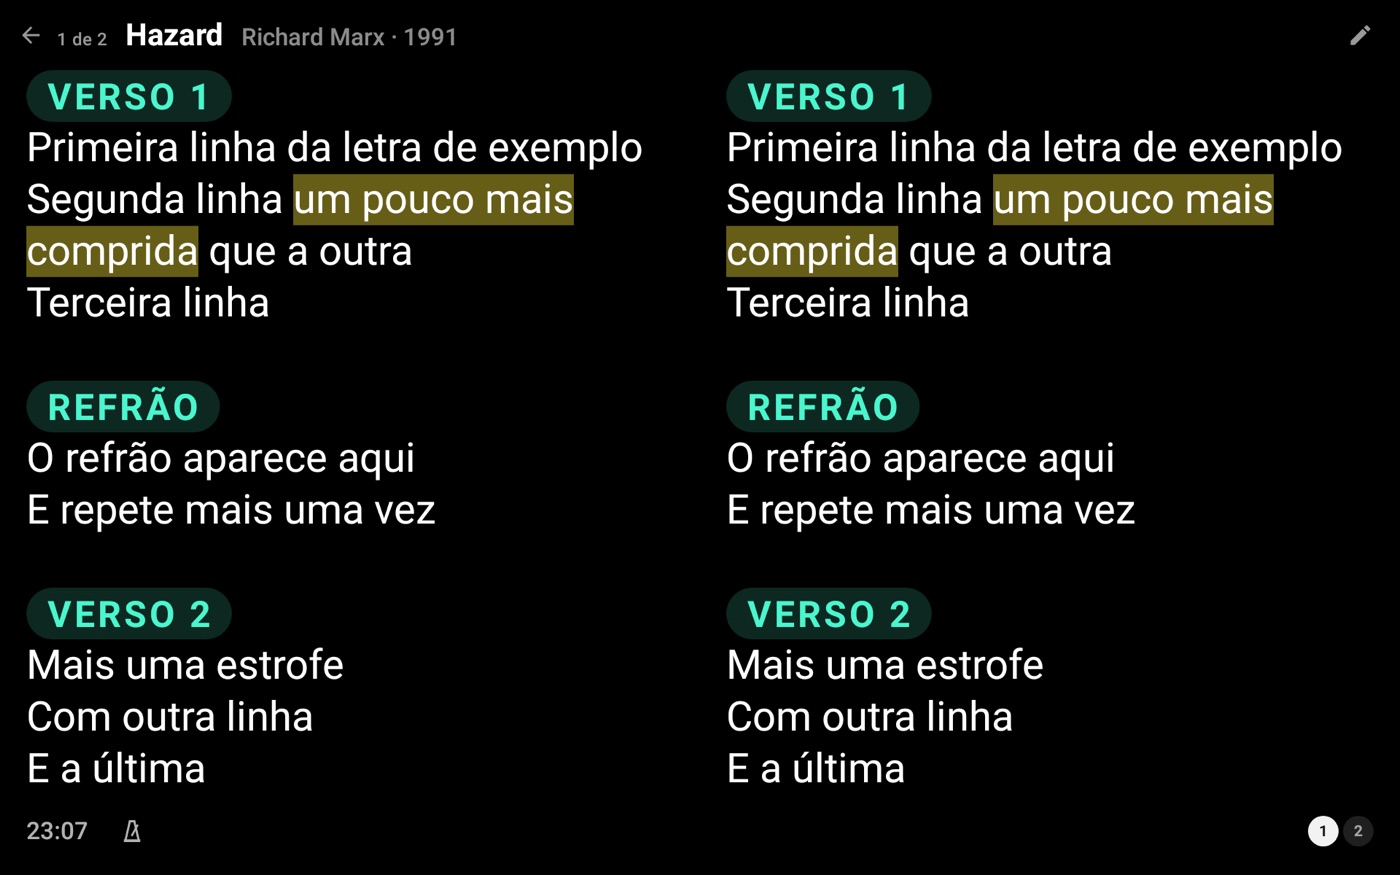 1 de 2 Hazard Richard Marx · 1991
VERSO 1
Primeira linha da letra de exemplo
Segunda linha um pouco mais
comprida que a outra
Terceira linha
REFRÃO
O refrão aparece aqui
E repete mais uma vez
VERSO 2
Mais uma estrofe
Com outra linha
E a última
VERSO 1
Primeira linha da letra de exemplo
Segunda linha um pouco mais
comprida que a outra
Terceira linha
REFRÃO
O refrão aparece aqui
E repete mais uma vez
VERSO 2
Mais uma estrofe
Com outra linha
E a última
23:07
1 2